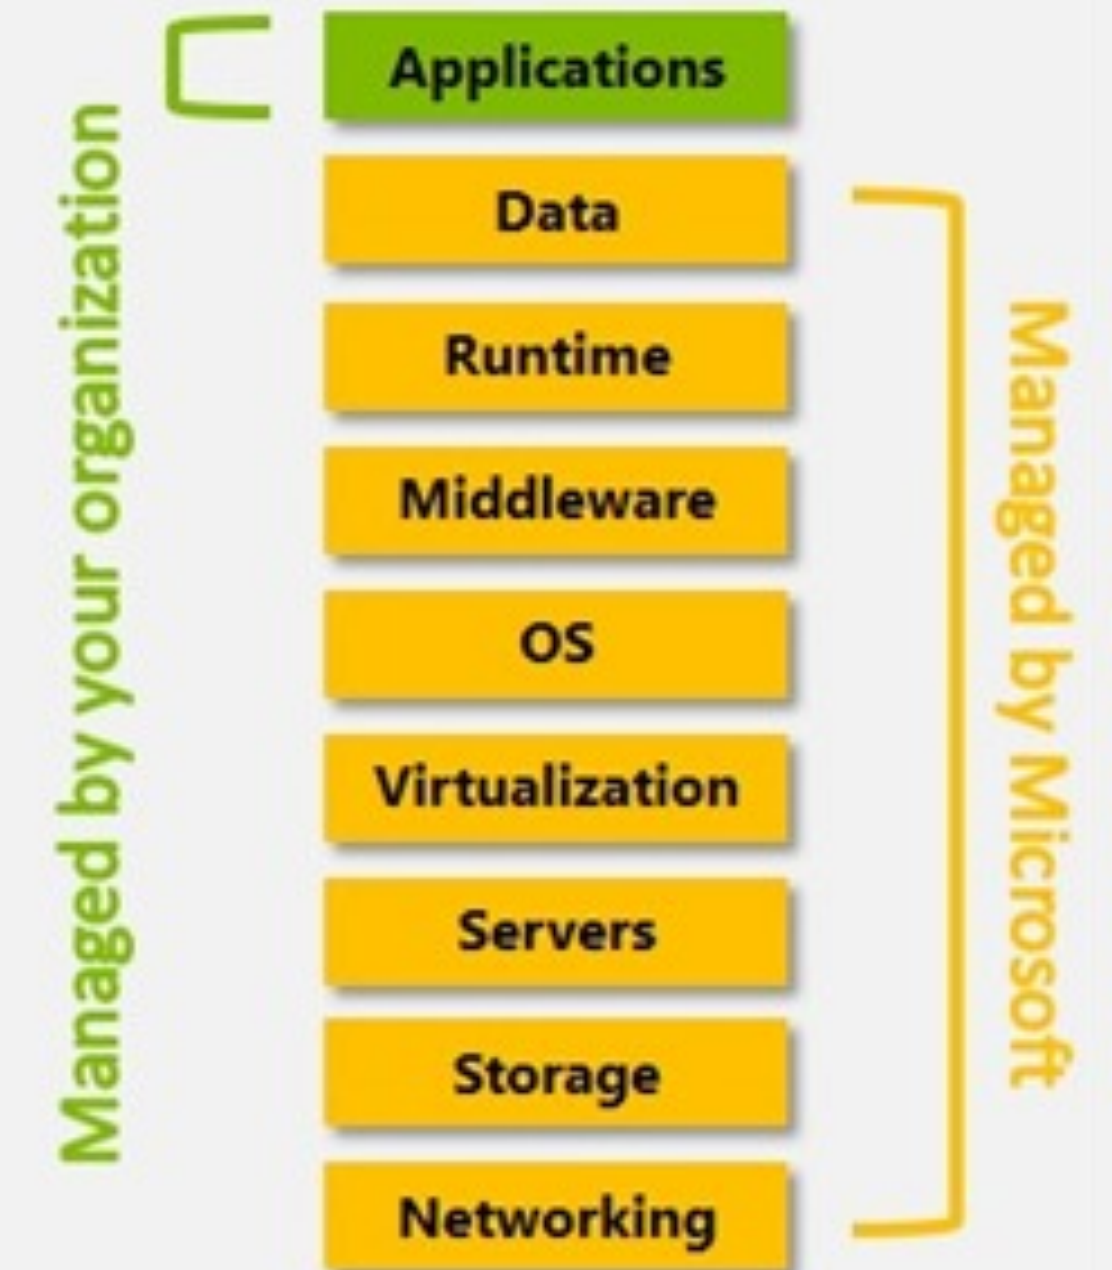 Managed by your organization
Applications
Data
Runtime
Middleware
OS
Virtualization
Servers
Storage
Networking
Managed by Microsoft